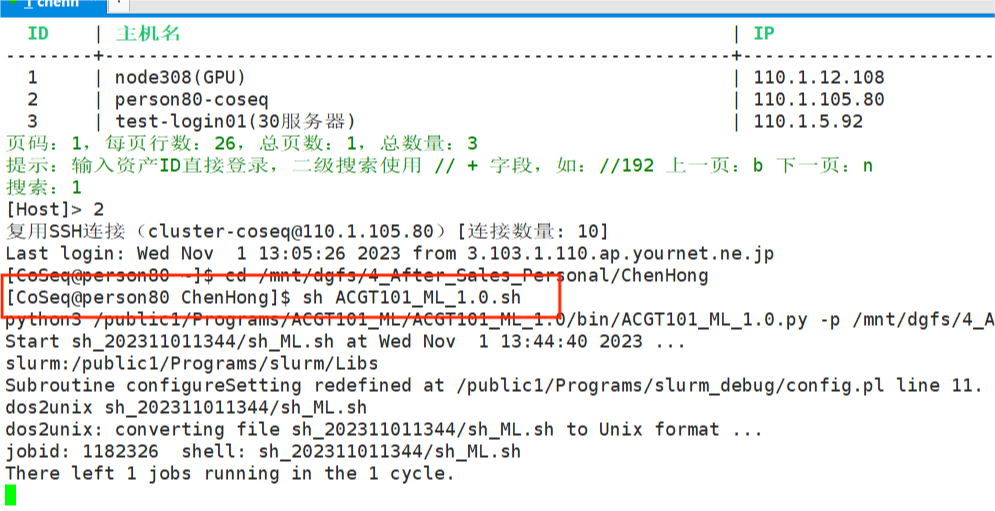 1 chenh
ID | 主机名 | IP
--------+----------------------------------------------------------+----------------------
1 | node308(GPU) | 110.1.12.108
2 | person80-coseq | 110.1.105.80
3 | test-login01(30服务器) | 110.1.5.92
页码：1，每页行数：26，总页数：1，总数量：3
提示：输入资产ID直接登录，二级搜索使用 // + 字段，如：//192 上一页：b 下一页：n
搜索：1
[Host]> 2
复用SSH连接（cluster-coseq@110.1.105.80）[连接数量: 10]
Last login: Wed Nov  1 13:05:26 2023 from 3.103.1.110.ap.yournet.ne.jp
[CoSeq@person80 ~]$ cd /mnt/dgfs/4_After_Sales_Personal/ChenHong
[CoSeq@person80 ChenHong]$ sh ACGT101_ML_1.0.sh
python3 /public1/Programs/ACGT101_ML/ACGT101_ML_1.0/bin/ACGT101_ML_1.0.py -p /mnt/dgfs/4_A
Start sh_202311011344/sh_ML.sh at Wed Nov  1 13:44:40 2023 ...
slurm:/public1/Programs/slurm/Libs
Subroutine configureSetting redefined at /public1/Programs/slurm_debug/config.pl line 11.
dos2unix sh_202311011344/sh_ML.sh
dos2unix: converting file sh_202311011344/sh_ML.sh to Unix format ...
jobid: 1182326  shell: sh_202311011344/sh_ML.sh
There left 1 jobs running in the 1 cycle.